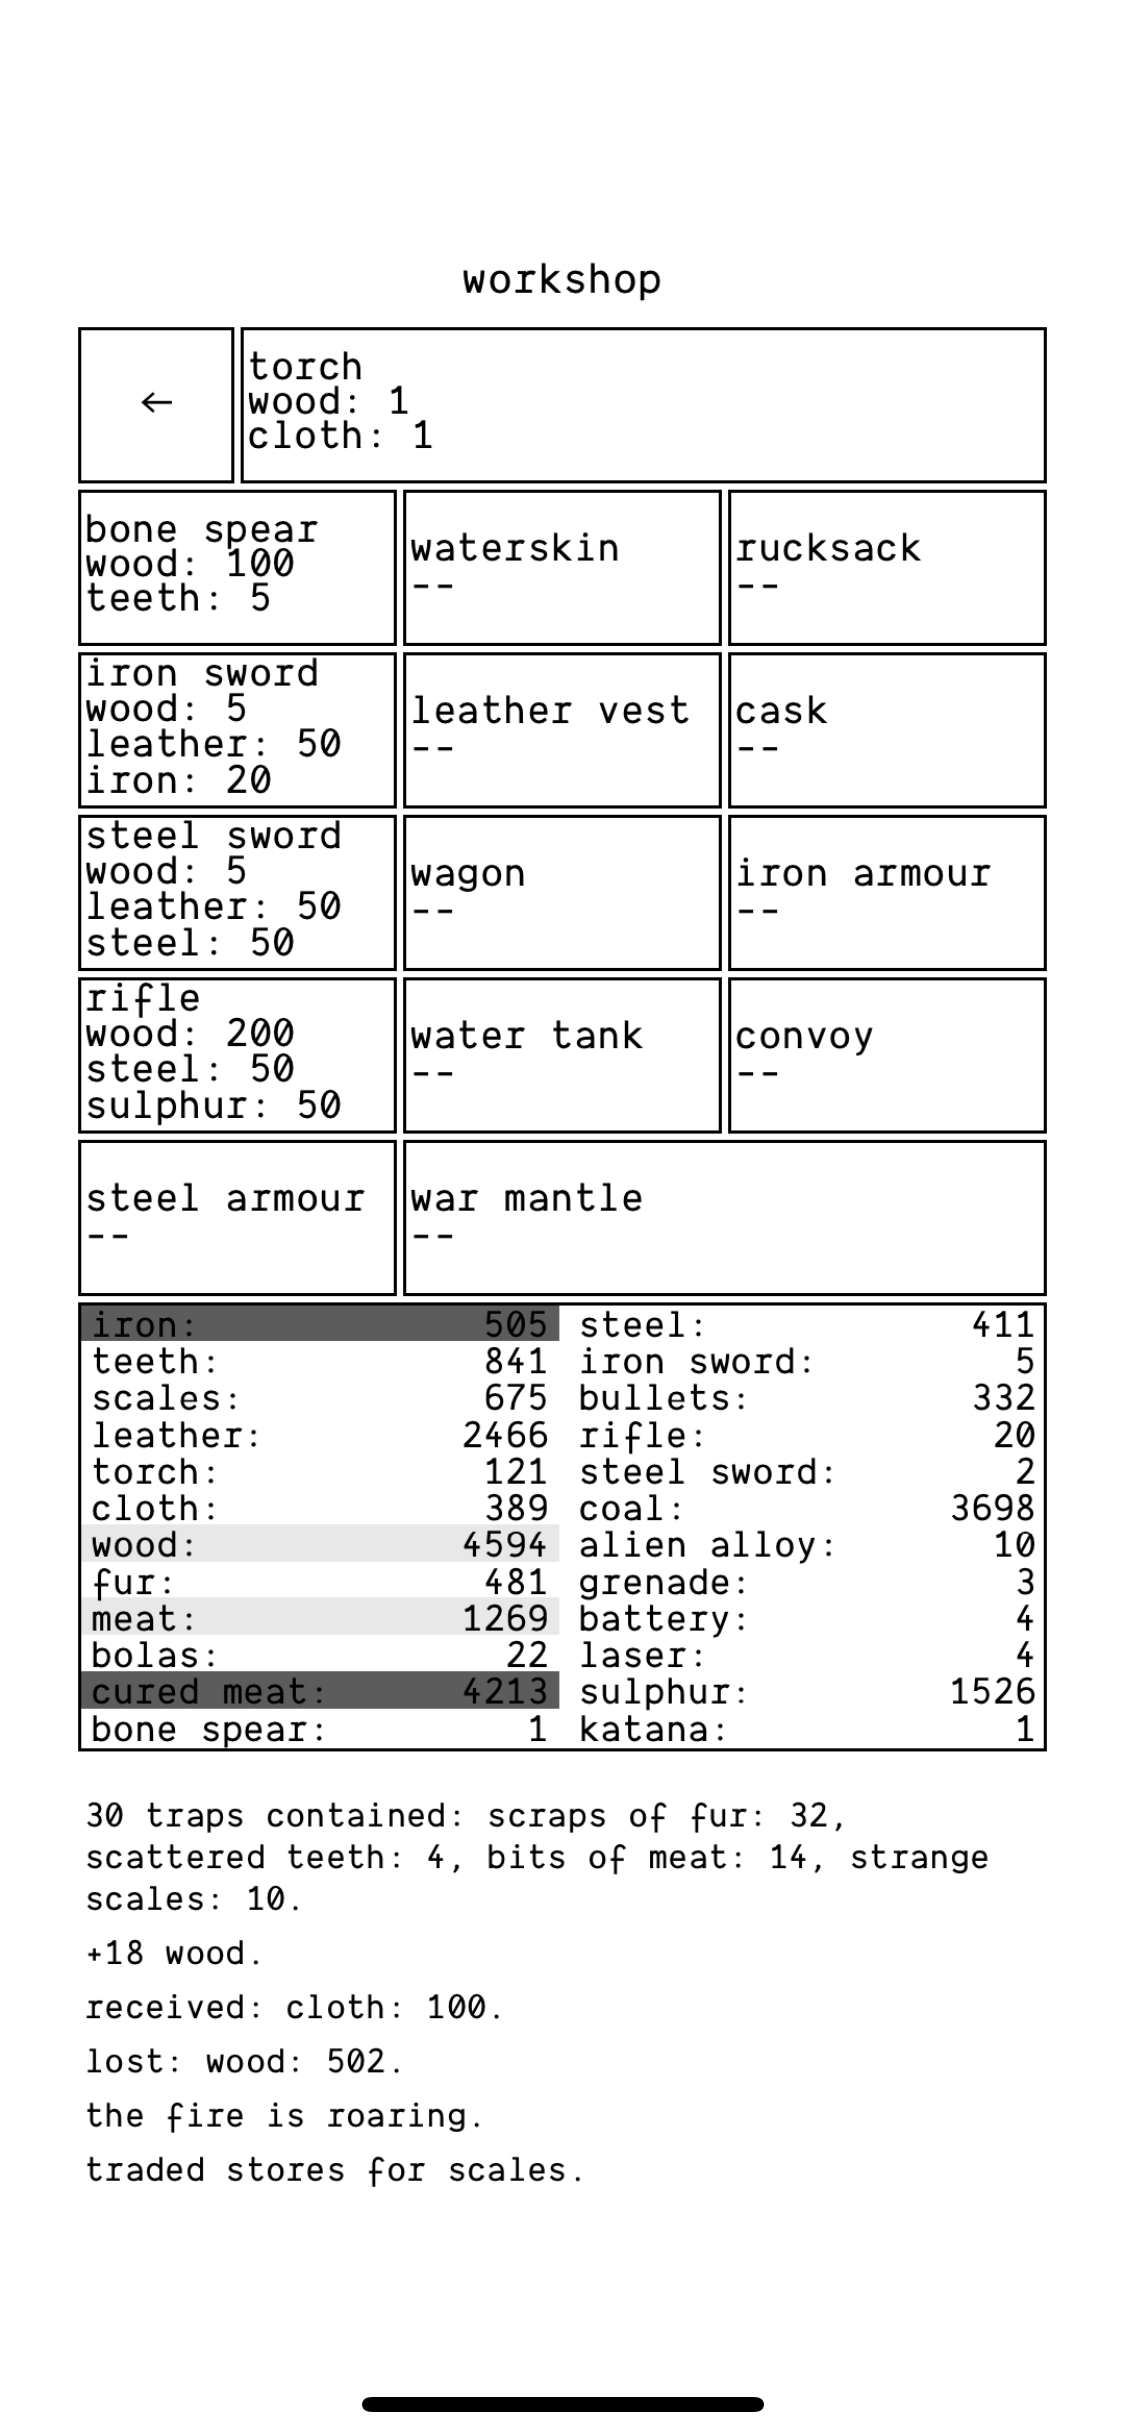 workshop
←
torch
wood: 1
cloth: 1
bone spear
wood: 100
teeth: 5
waterskin
--
rucksack
--
iron sword
wood: 5
leather: 50
iron: 20
leather vest
--
cask
--
steel sword
wood: 5
leather: 50
steel: 50
wagon
--
iron armour
--
rifle
wood: 200
steel: 50
sulphur: 50
water tank
--
convoy
--
steel armour
--
war mantle
--
iron: 505
teeth: 841
scales: 675
leather: 2466
torch: 121
cloth: 389
wood: 4594
fur: 481
meat: 1269
bolas: 22
cured meat: 4213
bone spear: 1
steel: 411
iron sword: 5
bullets: 332
rifle: 20
steel sword: 2
coal: 3698
alien alloy: 10
grenade: 3
battery: 4
laser: 4
sulphur: 1526
katana: 1
30 traps contained: scraps of fur: 32,
scattered teeth: 4, bits of meat: 14, strange
scales: 10.
+18 wood.
received: cloth: 100.
lost: wood: 502.
the fire is roaring.
traded stores for scales.